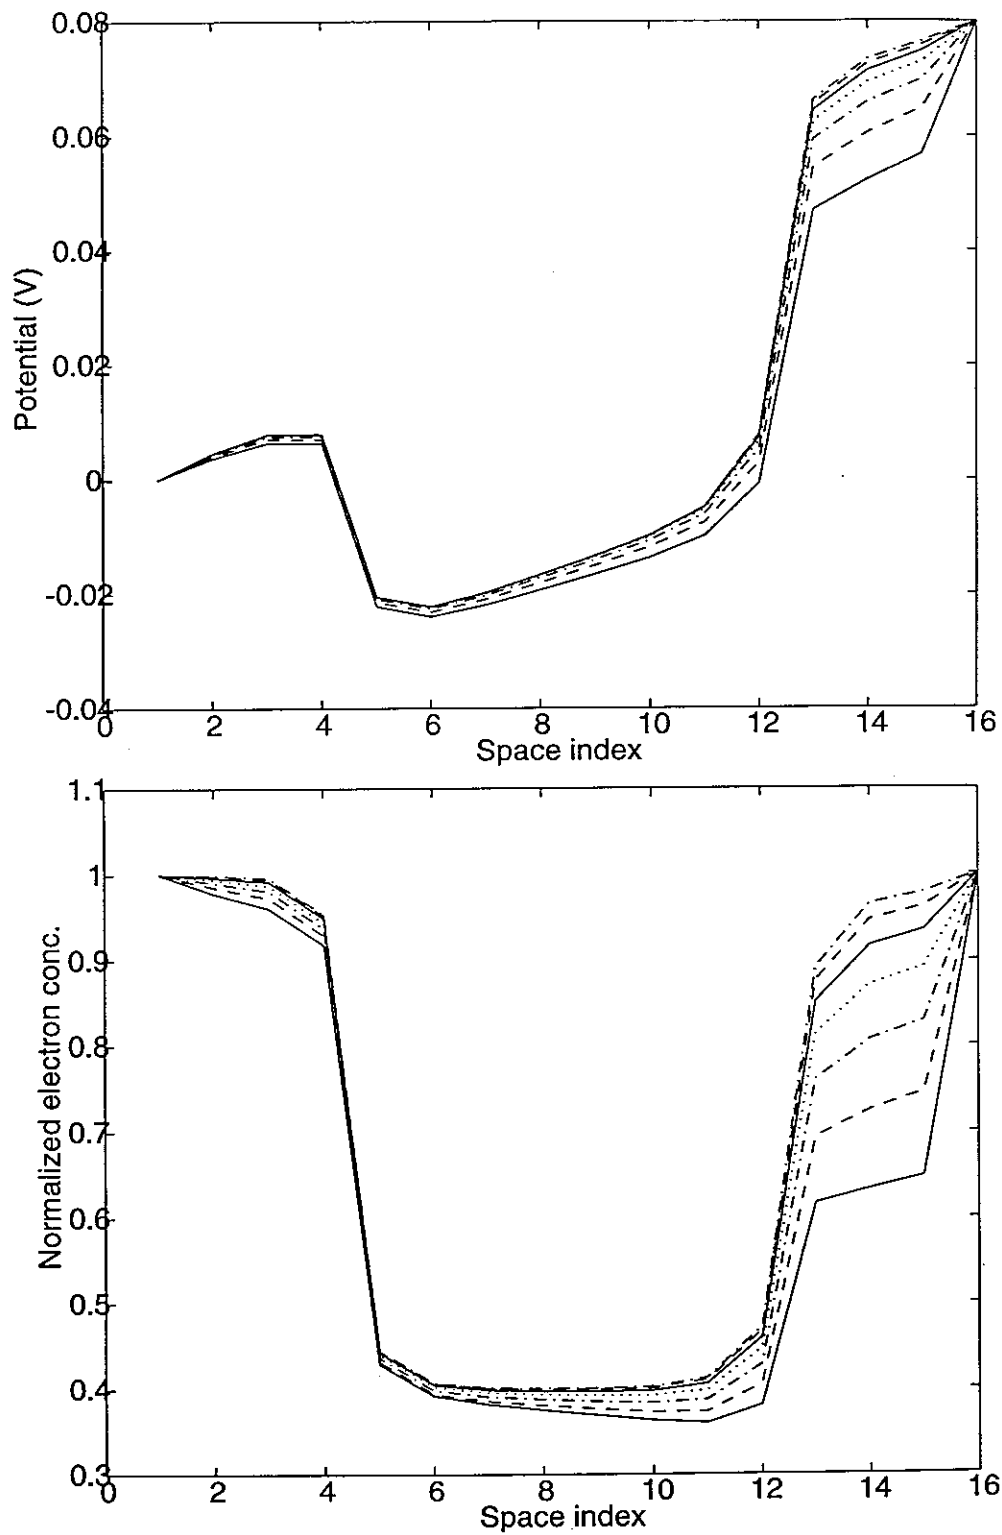 0.08
0.06
0.04
0.02
0
-0.02
-0.04
Potential (V)
0 2 4 6 8 10 12 14 16
Space index
1.1
1
0.9
0.8
0.7
0.6
0.5
0.4
0.3
Normalized electron conc.
0 2 4 6 8 10 12 14 16
Space index